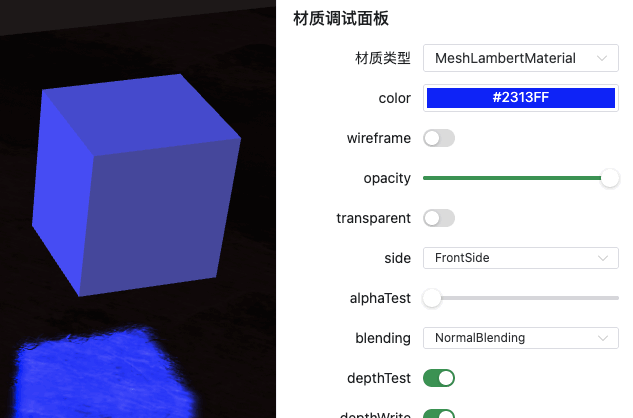 材质调试面板
材质类型 MeshLambertMaterial
color #2313FF
wireframe
opacity
transparent
side FrontSide
alphaTest
blending NormalBlending
depthTest
depthWrite